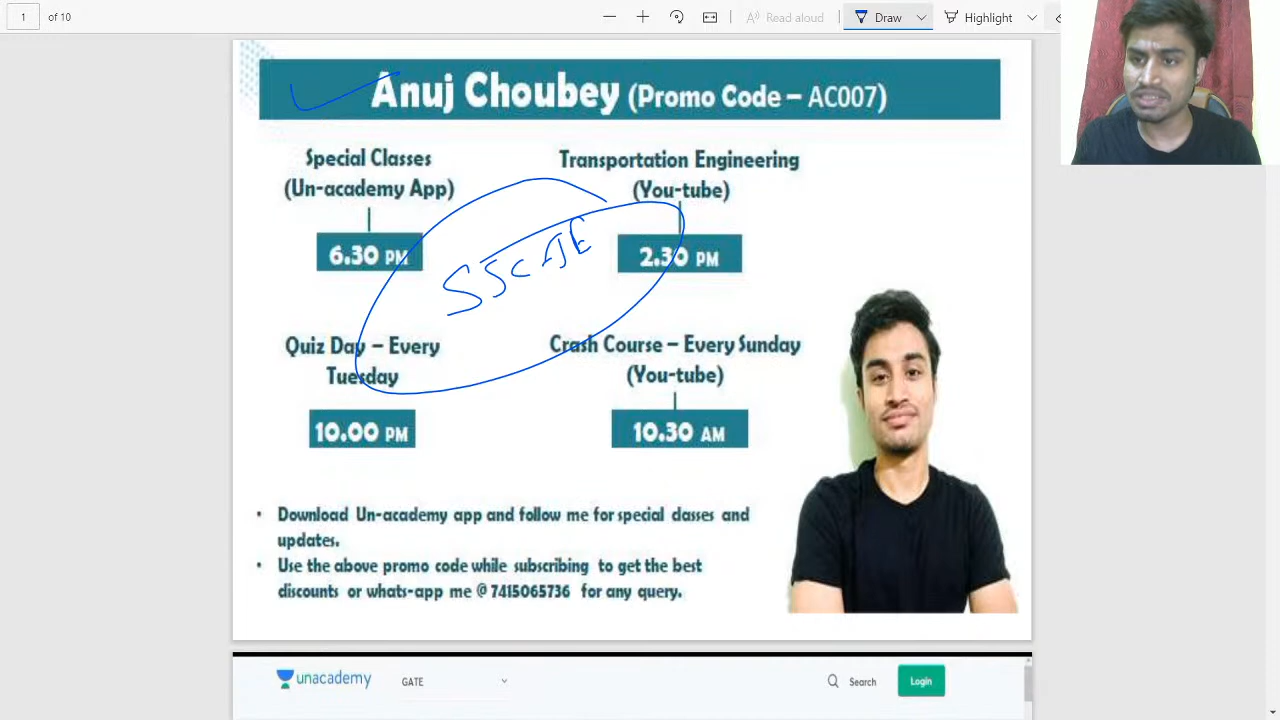 1 of 10
Read aloud
Draw
Highlight
Anuj Choubey (Promo Code – AC007)
Special Classes
(Un-academy App)
6.30 PM
Transportation Engineering
(You-tube)
2.30 PM
SSC JE
Quiz Day – Every
Tuesday
10.00 PM
Crash Course – Every Sunday
(You-tube)
10.30 AM
• Download Un-academy app and follow me for special classes and
updates.
• Use the above promo code while subscribing to get the best
discounts or whats-app me @ 7415065736 for any query.
unacademy
GATE
Search
Login